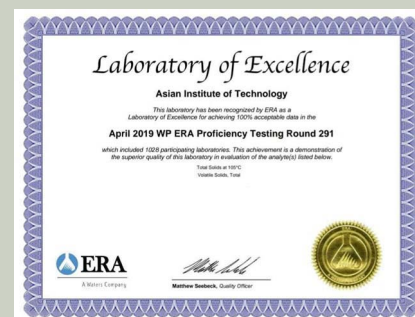 Laboratory of Excellence
Asian Institute of Technology
This laboratory has been recognized by ERA as a
Laboratory of Excellence for achieving 100% acceptable data in the
April 2019 WP ERA Proficiency Testing Round 291
which included 1028 participating laboratories. This achievement is a demonstration of
the superior quality of this laboratory in evaluation of the analyte(s) listed below.
Total Solids at 105°C
Volatile Solids, Total
ERA
A Waters Company
Matthew Seebeck, Quality Officer